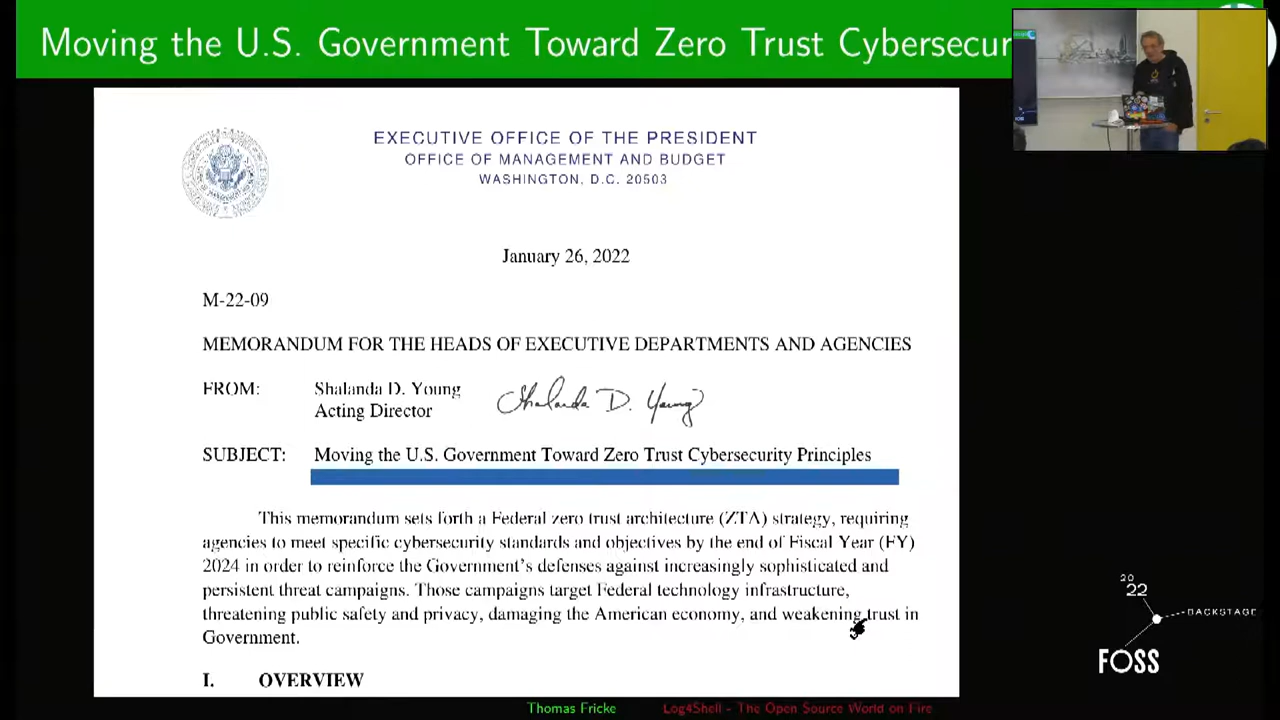 Moving the U.S. Government Toward Zero Trust Cybersecur
EXECUTIVE OFFICE OF THE PRESIDENT
OFFICE OF MANAGEMENT AND BUDGET
WASHINGTON, D.C. 20503
January 26, 2022
M-22-09
MEMORANDUM FOR THE HEADS OF EXECUTIVE DEPARTMENTS AND AGENCIES
FROM: Shalanda D. Young Shalanda D. Young
Acting Director
SUBJECT: Moving the U.S. Government Toward Zero Trust Cybersecurity Principles
This memorandum sets forth a Federal zero trust architecture (ZTA) strategy, requiring
agencies to meet specific cybersecurity standards and objectives by the end of Fiscal Year (FY)
2024 in order to reinforce the Government's defenses against increasingly sophisticated and
persistent threat campaigns. Those campaigns target Federal technology infrastructure,
threatening public safety and privacy, damaging the American economy, and weakening trust in
Government.
I. OVERVIEW
FOSS
20
22
BACKSTAGE
FOSS
Thomas Fricke Log4Shell - The Open Source World on Fire